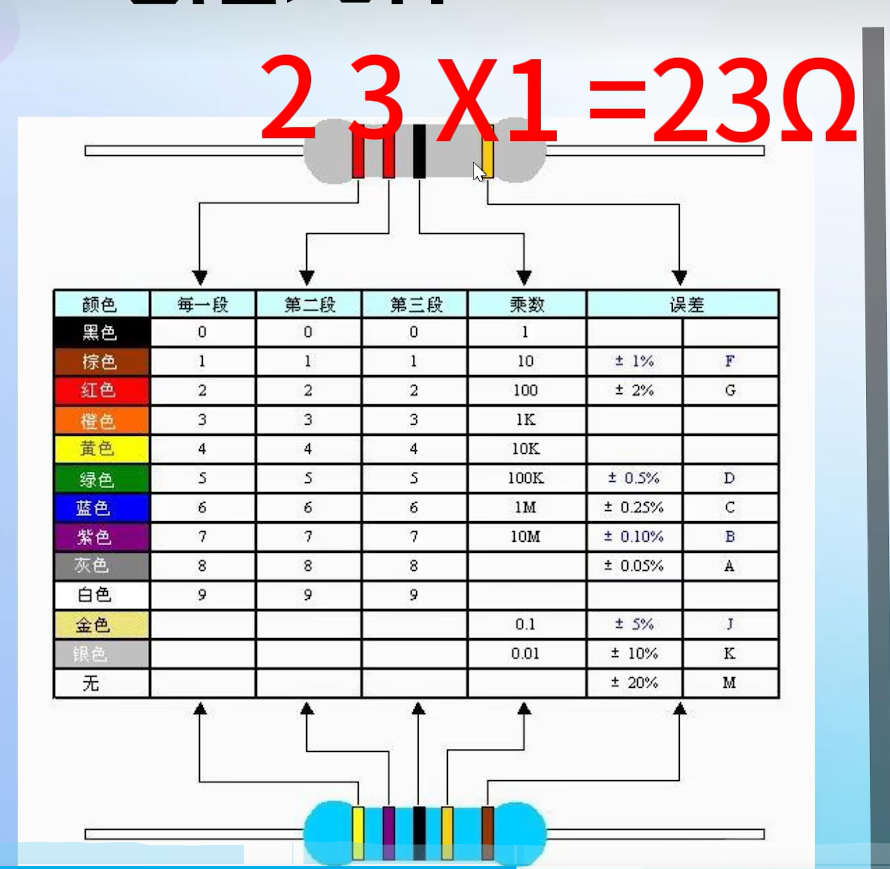 2 3 X1 =23Ω
颜色 每一段 第二段 第三段 乘数 误差
黑色 0 0 0 1
棕色 1 1 1 10 ± 1% F
红色 2 2 2 100 ± 2% G
橙色 3 3 3 1K
黄色 4 4 4 10K
绿色 5 5 5 100K ± 0.5% D
蓝色 6 6 6 1M ± 0.25% C
紫色 7 7 7 10M ± 0.10% B
灰色 8 8 8 ± 0.05% A
白色 9 9 9
金色 0.1 ± 5% J
银色 0.01 ± 10% K
无 ± 20% M